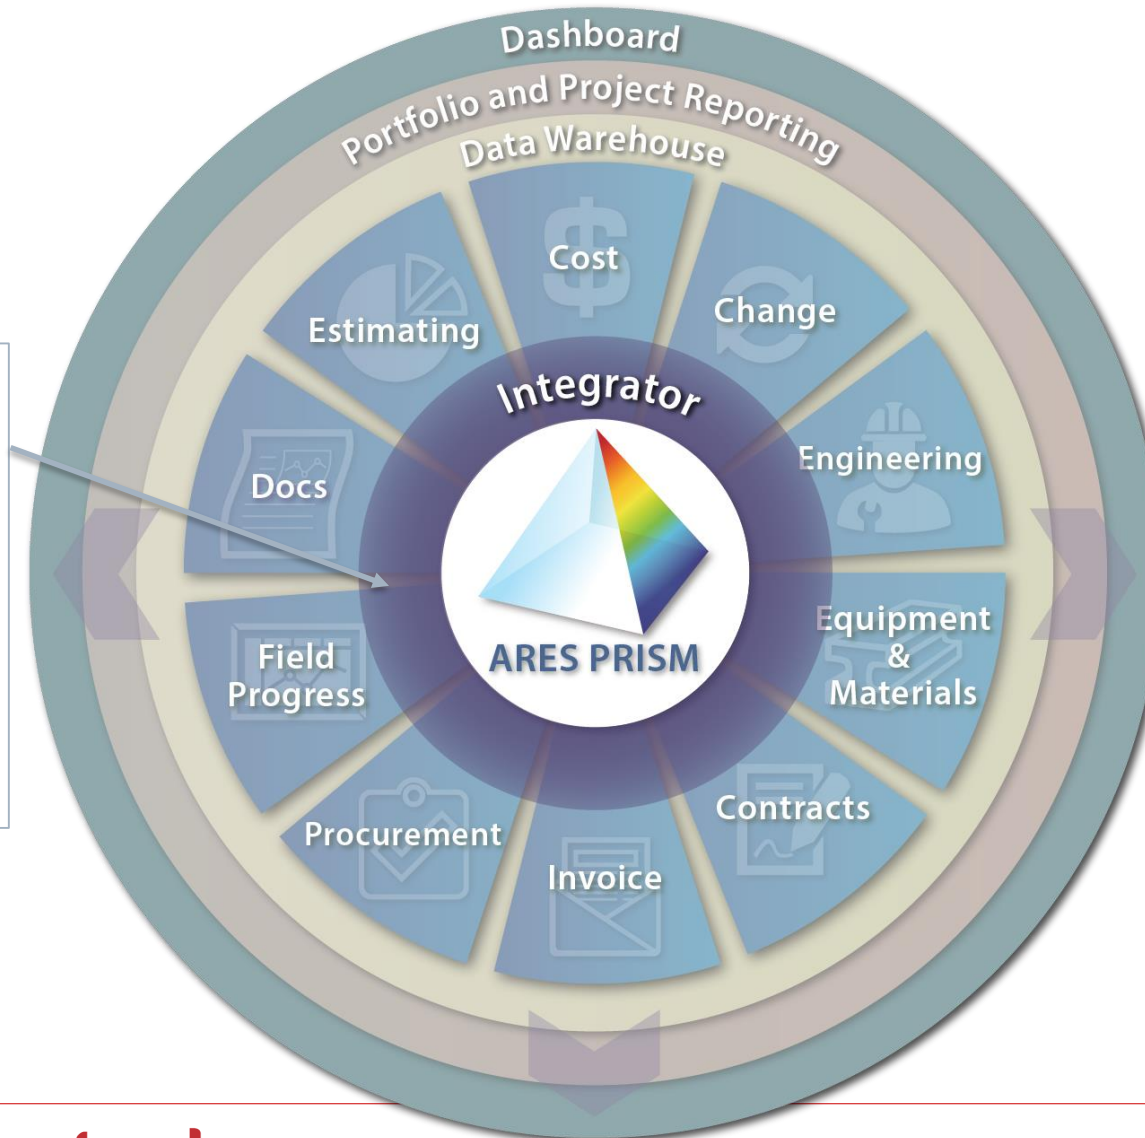 Dashboard
Portfolio and Project Reporting
Data Warehouse
Cost
Change
Estimating
Integrator
Engineering
Docs
Equipment
&
Materials
ARES PRISM
Field
Progress
Contracts
Procurement
Invoice